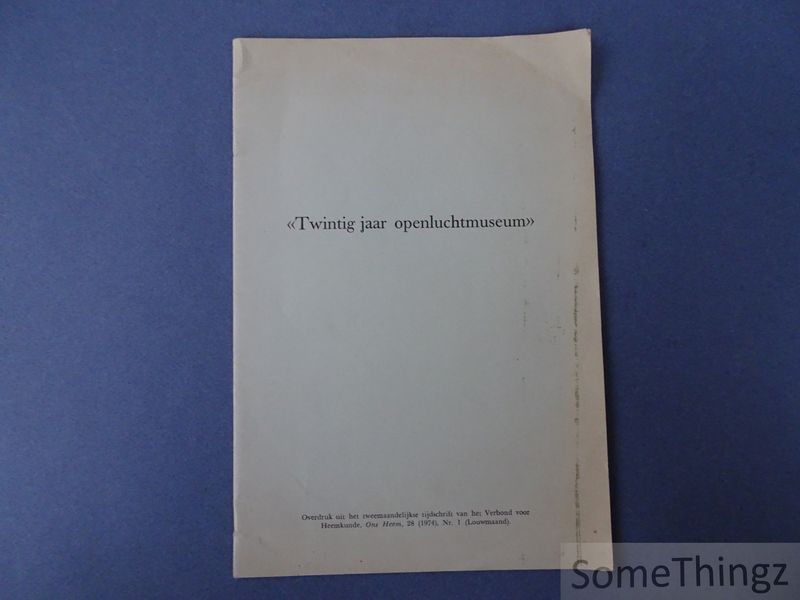 «Twintig jaar openluchtmuseum»
Overdruk uit het tweemaandelijkse tijdschrift van het Verbond voor
Heemkunde, Ons Heem, 28 (1974), Nr. 1 (Louwmaand).
SomeThingz